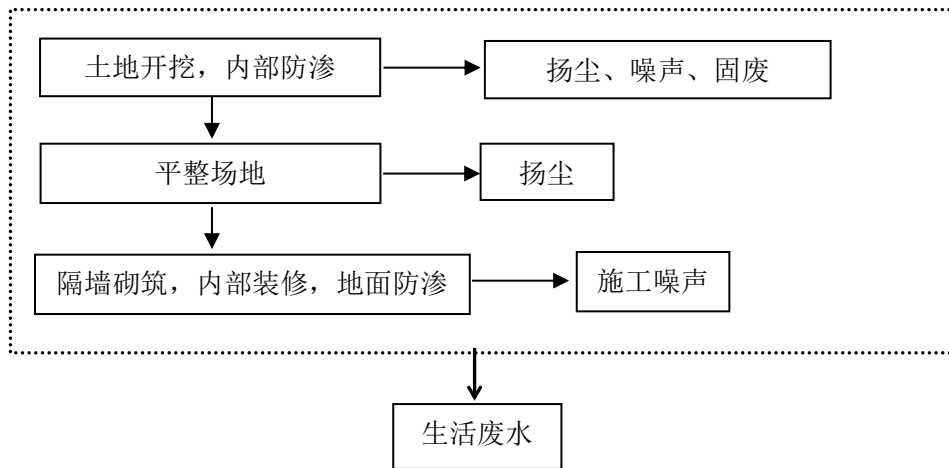 土地开挖，内部防渗
扬尘、噪声、固废
平整场地
扬尘
隔墙砌筑，内部装修，地面防渗
施工噪声
生活废水